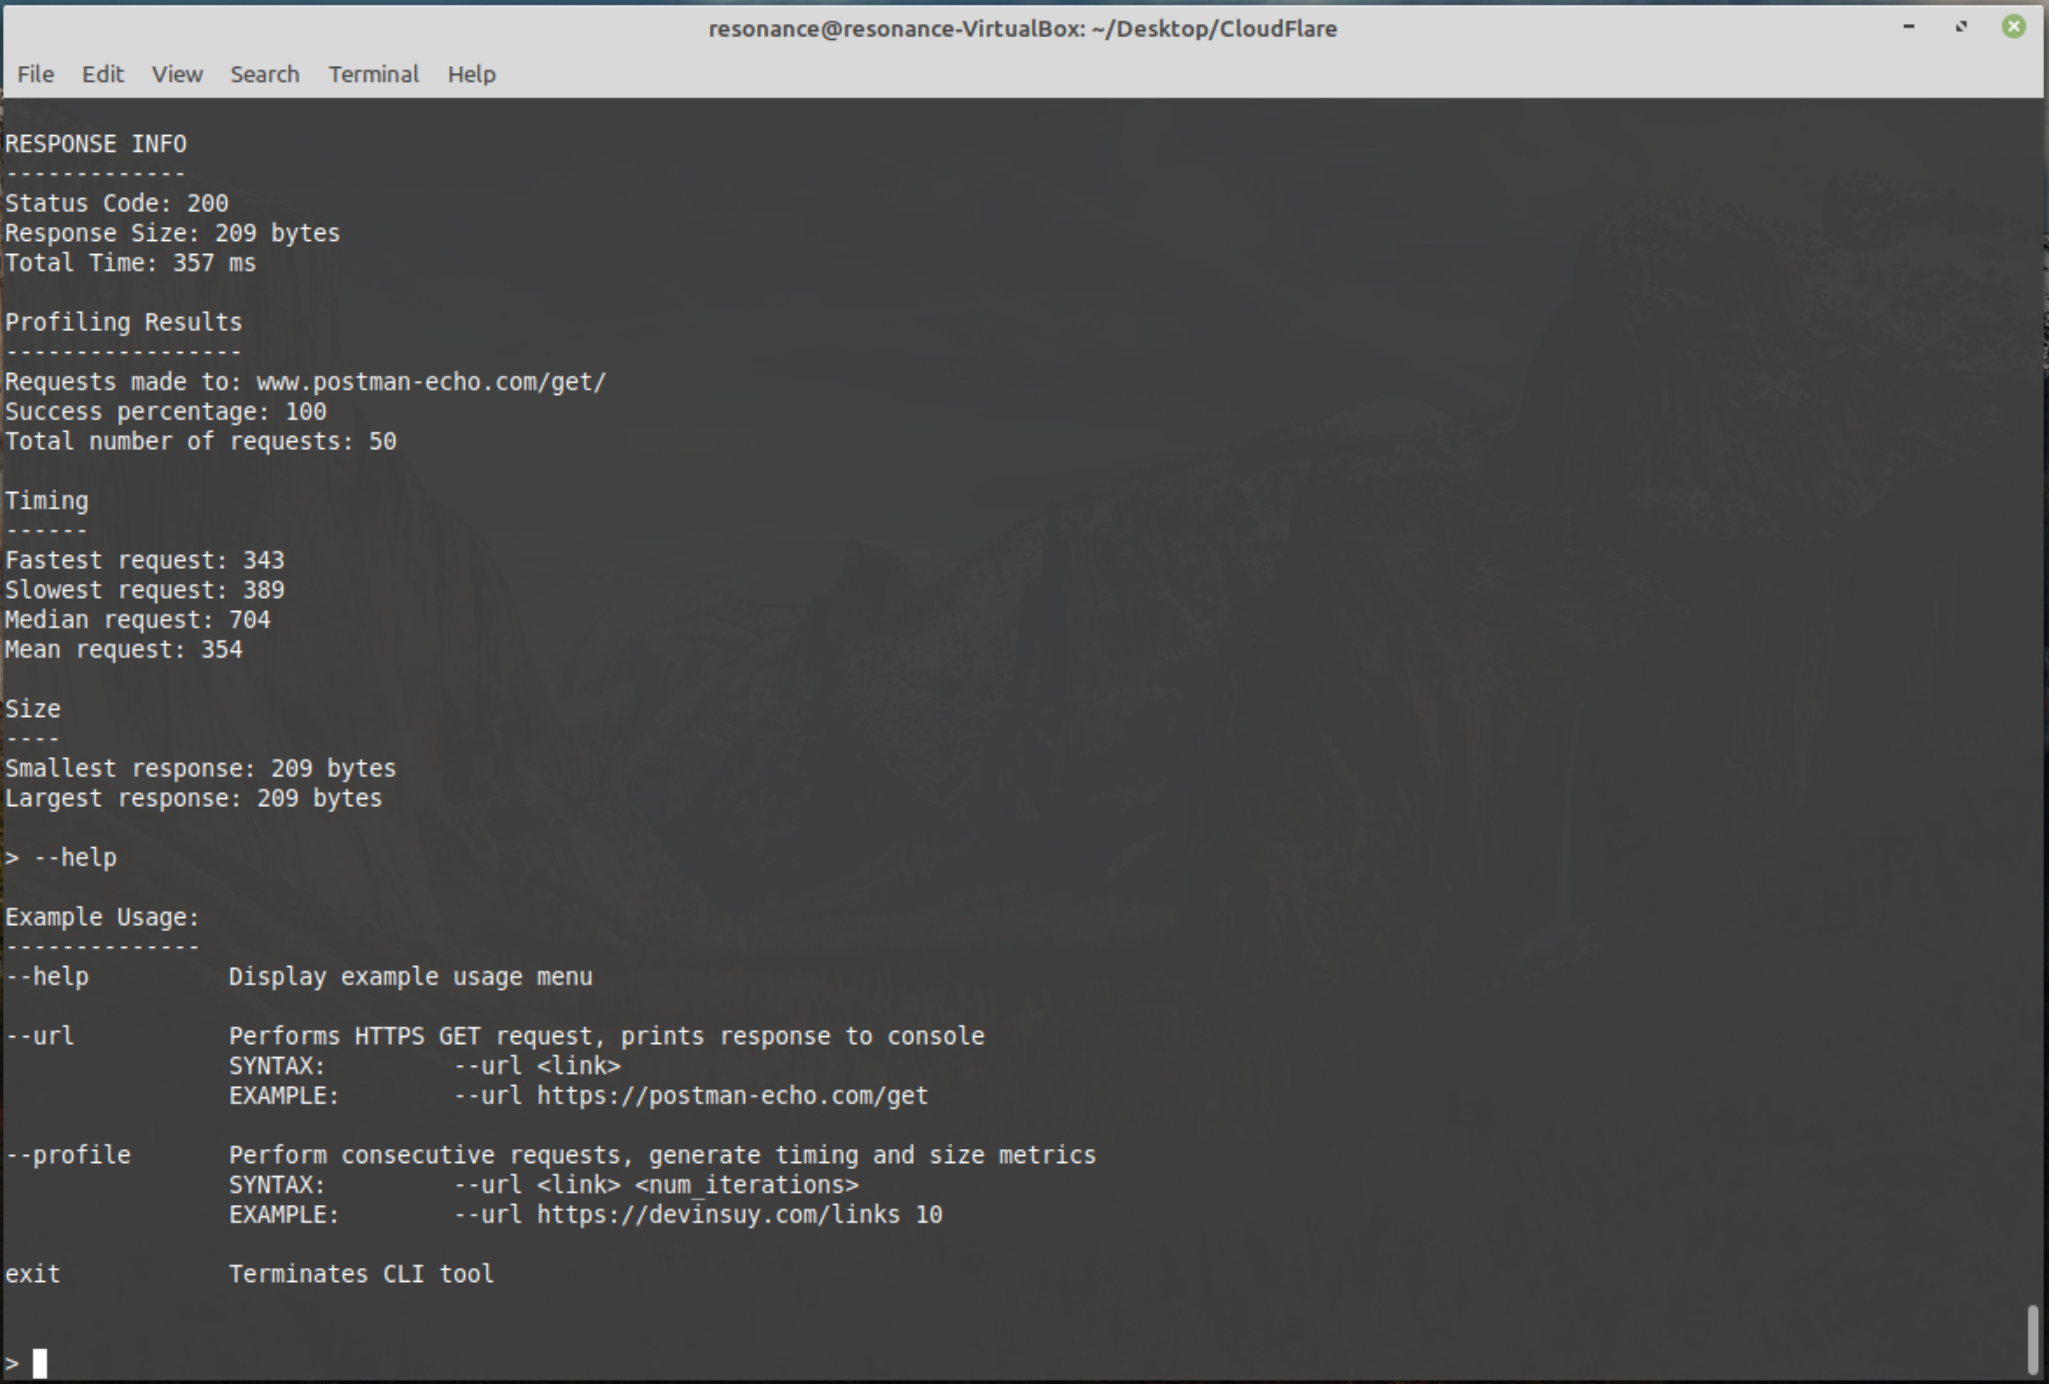 resonance@resonance-VirtualBox: ~/Desktop/CloudFlare
File Edit View Search Terminal Help
RESPONSE INFO
-------------
Status Code: 200
Response Size: 209 bytes
Total Time: 357 ms
Profiling Results
-----------------
Requests made to: www.postman-echo.com/get/
Success percentage: 100
Total number of requests: 50
Timing
------
Fastest request: 343
Slowest request: 389
Median request: 704
Mean request: 354
Size
----
Smallest response: 209 bytes
Largest response: 209 bytes
> --help
Example Usage:
--------------
--help Display example usage menu
--url Performs HTTPS GET request, prints response to console
SYNTAX: --url <link>
EXAMPLE: --url https://postman-echo.com/get
--profile Perform consecutive requests, generate timing and size metrics
SYNTAX: --url <link> <num_iterations>
EXAMPLE: --url https://devinsuy.com/links 10
exit Terminates CLI tool
>